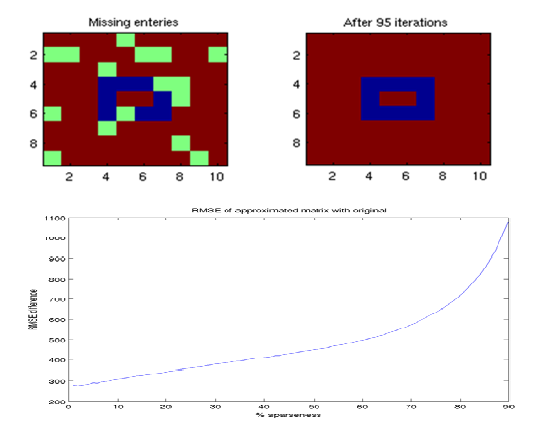 Missing enteries
After 95 iterations
2
4
6
8
2 4 6 8 10
2
4
6
8
2 4 6 8 10
RMSE of approximated matrix with original
1100
1000
900
800
700
600
500
400
300
200
RMSE difference
0 10 20 30 40 50 60 70 80 90
% sparseness